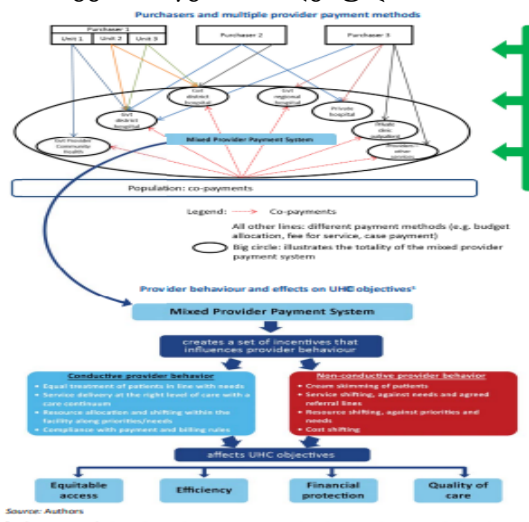 Purchasers and multiple provider payment methods
Purchaser 1
Unit 1
Unit 2
Unit 3
Purchaser 2
Purchaser 3
Govt district hospital
Govt regional hospital
Govt district hospital
Private hospital
Private clinic outpatient
Community Health
Mixed Provider Payment System
Population: co-payments
Legend:
Co-payments
All other lines: different payment methods (e.g. budget
allocation, fee for service, case payment)
Big circle: illustrates the totality of the mixed provider
payment system
Provider behaviour and effects on UHC objectives
Mixed Provider Payment System
creates a set of incentives that
influences provider behaviour
Conductive provider behavior
• Equal treatment of patients in line with needs
• Service delivery at the right level of care with a
care continuum
• Resource allocation and shifting within the
facility along priorities/needs
• Compliance with payment and billing rules
Non-conductive provider behavior
• Cream skimming of patients
• Service shifting, against needs and agreed
referral lines
• Resource shifting, against priorities and
needs
• Cost shifting
affects UHC objectives
Equitable
access
Efficiency
Financial
protection
Quality of
care
Source: Authors